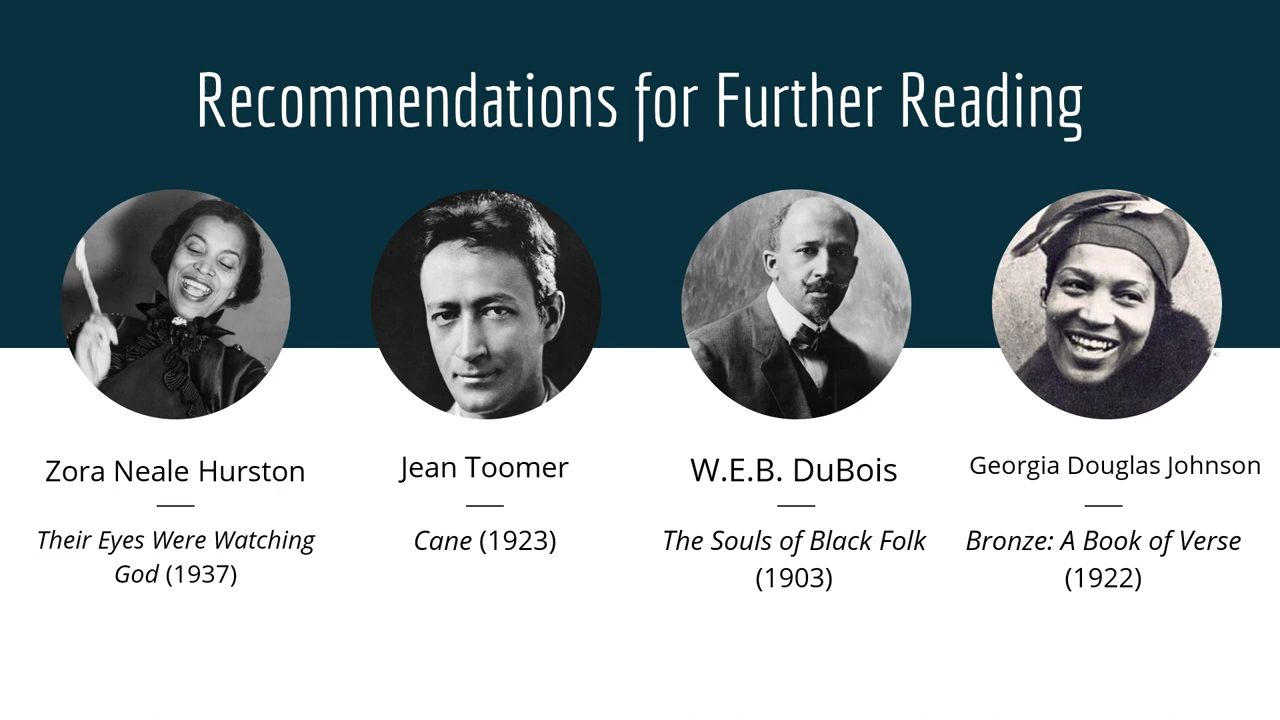 Recommendations for Further Reading
Zora Neale Hurston
Their Eyes Were Watching
God (1937)
Jean Toomer
Cane (1923)
W.E.B. DuBois
The Souls of Black Folk
(1903)
Georgia Douglas Johnson
Bronze: A Book of Verse
(1922)